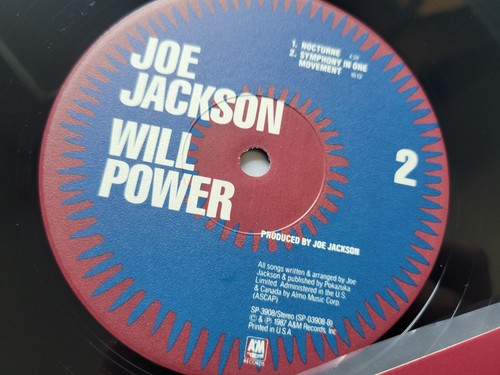 JOE
JACKSON
WILL
POWER
1. NOCTURNE
2. SYMPHONY IN ONE
MOVEMENT
2
PRODUCED BY JOE JACKSON
All songs written & arranged by Joe
Jackson & published by Pokazuka
Limited. Administered in the U.S.
& Canada by Almo Music Corp.
(ASCAP)
SP-3908/Stereo (SP-03908-B)
© & ℗ 1987 A&M Records, Inc.
Printed in U.S.A.
A&M
RECORDS